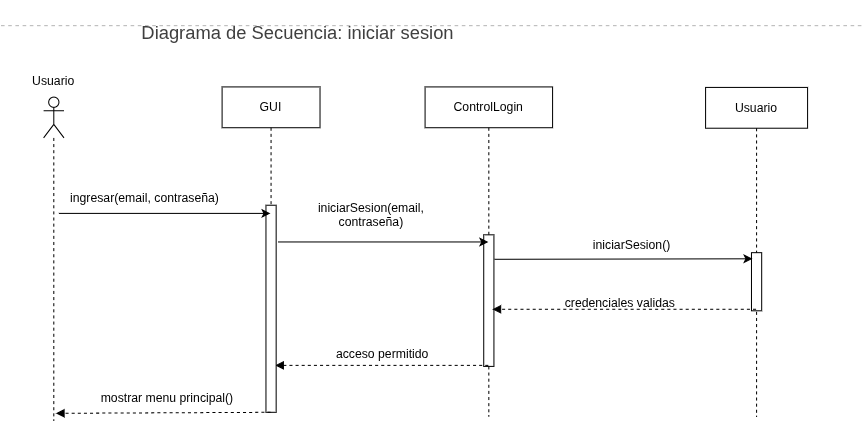 Diagrama de Secuencia: iniciar sesion
Usuario
GUI
ControlLogin
Usuario
ingresar(email, contraseña)
iniciarSesion(email,
contraseña)
iniciarSesion()
credenciales validas
acceso permitido
mostrar menu principal()